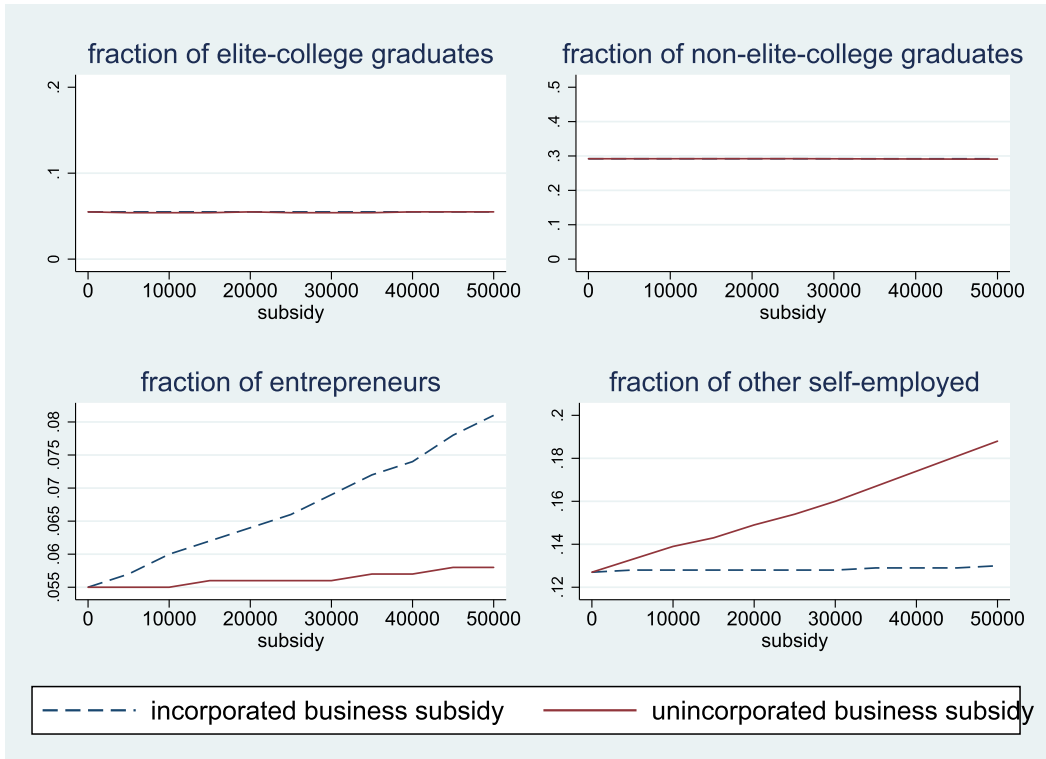 fraction of elite-college graduates
.2
.1
0
0 10000 20000 30000 40000 50000
subsidy
fraction of non-elite-college graduates
.5
.4
.3
.2
.1
0
0 10000 20000 30000 40000 50000
subsidy
fraction of entrepreneurs
.08
.075
.07
.065
.06
.055
0 10000 20000 30000 40000 50000
subsidy
fraction of other self-employed
.2
.18
.16
.14
.12
0 10000 20000 30000 40000 50000
subsidy
incorporated business subsidy
unincorporated business subsidy